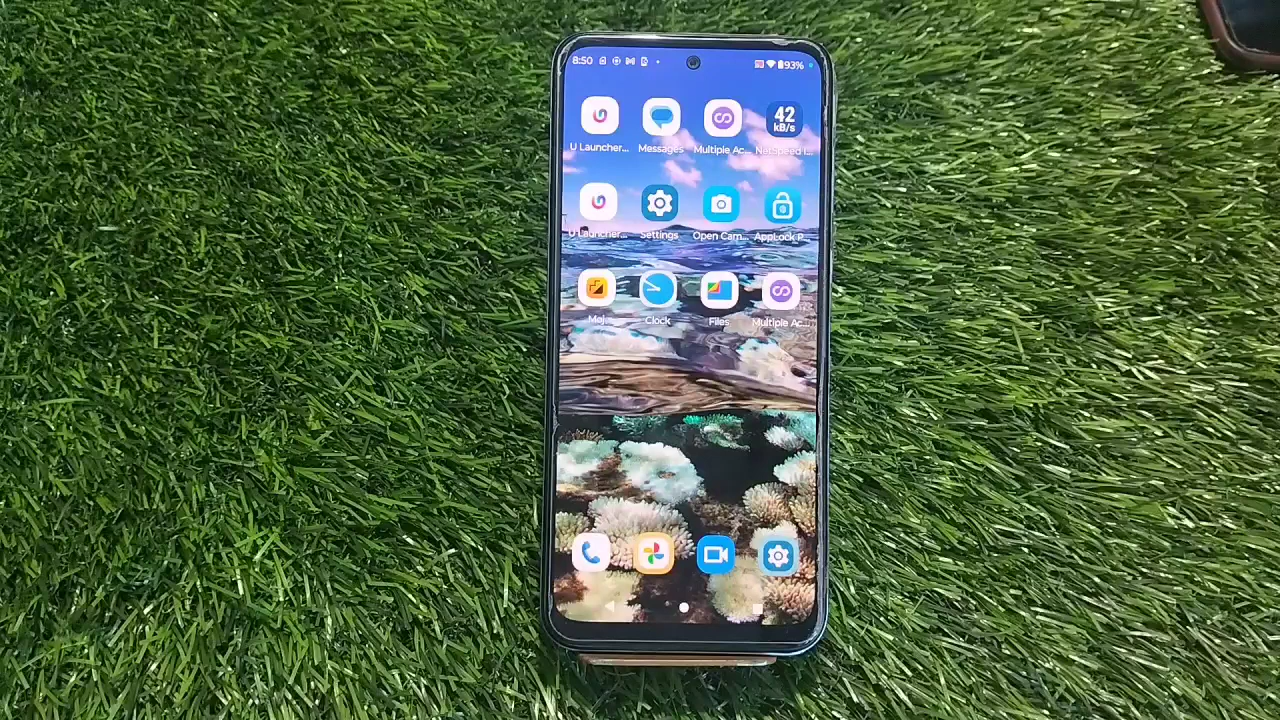 8:50 93%
42
kB/s
U Launcher... Messages Multiple Ac... NetSpeed I...
U Launcher... Settings Open Cam... AppLock P...
Moj Clock Files Multiple Ac...